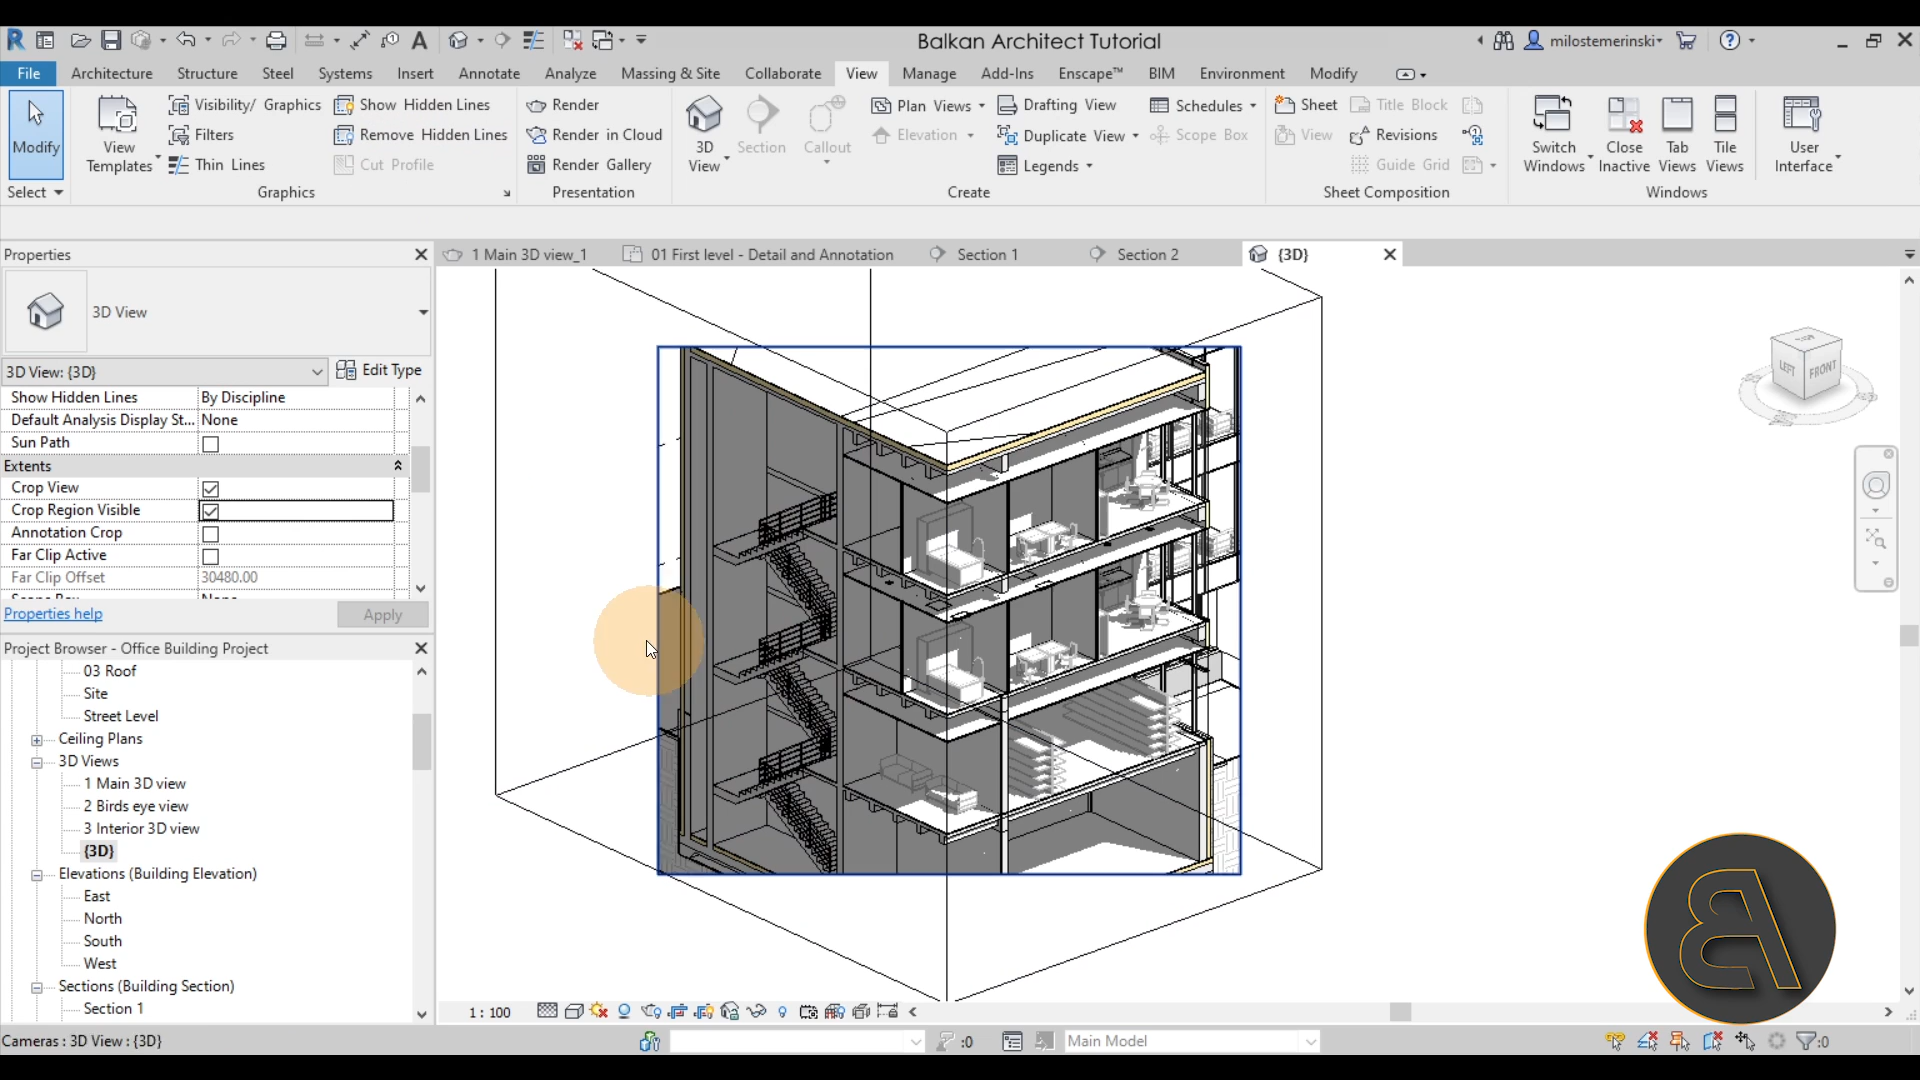 Balkan Architect Tutorial
milostemerinski
File Architecture Structure Steel Systems Insert Annotate Analyze Massing & Site Collaborate View Manage Add-Ins Enscape™ BIM Environment Modify
Modify
Select
View
Templates
Visibility/ Graphics
Filters
Thin Lines
Show Hidden Lines
Remove Hidden Lines
Cut Profile
Graphics
Render
Render in Cloud
Render Gallery
Presentation
3D
View
Section
Callout
Plan Views
Elevation
Drafting View
Duplicate View
Legends
Schedules
Scope Box
Create
Sheet
View
Title Block
Revisions
Guide Grid
Sheet Composition
Switch
Windows
Close
Inactive
Tab
Views
Tile
Views
Windows
User
Interface
Properties
3D View
3D View: {3D}
Edit Type
Show Hidden Lines By Discipline
Default Analysis Display St... None
Sun Path
Extents
Crop View
Crop Region Visible
Annotation Crop
Far Clip Active
Far Clip Offset 30480.00
Properties help
Apply
Project Browser - Office Building Project
03 Roof
Site
Street Level
Ceiling Plans
3D Views
1 Main 3D view
2 Birds eye view
3 Interior 3D view
{3D}
Elevations (Building Elevation)
East
North
South
West
Sections (Building Section)
Section 1
1 Main 3D view_1
01 First level - Detail and Annotation
Section 1
Section 2
{3D}
LEFT
FRONT
1 : 100
Cameras : 3D View : {3D}
:0
Main Model
:0